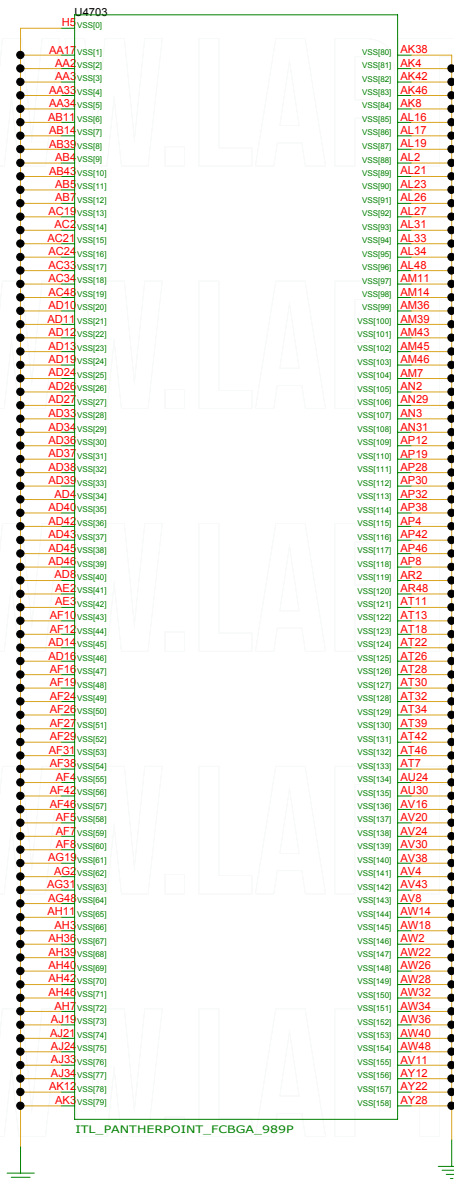 U4703
H5 VSS[0]
AA17 VSS[1]
AA2 VSS[2]
AA3 VSS[3]
AA33 VSS[4]
AA34 VSS[5]
AB11 VSS[6]
AB14 VSS[7]
AB39 VSS[8]
AB4 VSS[9]
AB43 VSS[10]
AB5 VSS[11]
AB7 VSS[12]
AC19 VSS[13]
AC2 VSS[14]
AC21 VSS[15]
AC24 VSS[16]
AC33 VSS[17]
AC34 VSS[18]
AC48 VSS[19]
AD10 VSS[20]
AD11 VSS[21]
AD12 VSS[22]
AD13 VSS[23]
AD19 VSS[24]
AD24 VSS[25]
AD26 VSS[26]
AD27 VSS[27]
AD33 VSS[28]
AD34 VSS[29]
AD36 VSS[30]
AD37 VSS[31]
AD38 VSS[32]
AD39 VSS[33]
AD4 VSS[34]
AD40 VSS[35]
AD42 VSS[36]
AD43 VSS[37]
AD45 VSS[38]
AD46 VSS[39]
AD8 VSS[40]
AE2 VSS[41]
AE3 VSS[42]
AF10 VSS[43]
AF12 VSS[44]
AD14 VSS[45]
AD16 VSS[46]
AF16 VSS[47]
AF19 VSS[48]
AF24 VSS[49]
AF26 VSS[50]
AF27 VSS[51]
AF29 VSS[52]
AF31 VSS[53]
AF38 VSS[54]
AF4 VSS[55]
AF42 VSS[56]
AF46 VSS[57]
AF5 VSS[58]
AF7 VSS[59]
AF8 VSS[60]
AG19 VSS[61]
AG2 VSS[62]
AG31 VSS[63]
AG48 VSS[64]
AH11 VSS[65]
AH3 VSS[66]
AH36 VSS[67]
AH39 VSS[68]
AH40 VSS[69]
AH42 VSS[70]
AH46 VSS[71]
AH7 VSS[72]
AJ19 VSS[73]
AJ21 VSS[74]
AJ24 VSS[75]
AJ33 VSS[76]
AJ34 VSS[77]
AK12 VSS[78]
AK3 VSS[79]
VSS[80] AK38
VSS[81] AK4
VSS[82] AK42
VSS[83] AK46
VSS[84] AK8
VSS[85] AL16
VSS[86] AL17
VSS[87] AL19
VSS[88] AL2
VSS[89] AL21
VSS[90] AL23
VSS[91] AL26
VSS[92] AL27
VSS[93] AL31
VSS[94] AL33
VSS[95] AL34
VSS[96] AL48
VSS[97] AM11
VSS[98] AM14
VSS[99] AM36
VSS[100] AM39
VSS[101] AM43
VSS[102] AM45
VSS[103] AM46
VSS[104] AM7
VSS[105] AN2
VSS[106] AN29
VSS[107] AN3
VSS[108] AN31
VSS[109] AP12
VSS[110] AP19
VSS[111] AP28
VSS[112] AP30
VSS[113] AP32
VSS[114] AP38
VSS[115] AP4
VSS[116] AP42
VSS[117] AP46
VSS[118] AP8
VSS[119] AR2
VSS[120] AR48
VSS[121] AT11
VSS[122] AT13
VSS[123] AT18
VSS[124] AT22
VSS[125] AT26
VSS[126] AT28
VSS[127] AT30
VSS[128] AT32
VSS[129] AT34
VSS[130] AT39
VSS[131] AT42
VSS[132] AT46
VSS[133] AT7
VSS[134] AU24
VSS[135] AU30
VSS[136] AV16
VSS[137] AV20
VSS[138] AV24
VSS[139] AV30
VSS[140] AV38
VSS[141] AV4
VSS[142] AV43
VSS[143] AV8
VSS[144] AW14
VSS[145] AW18
VSS[146] AW2
VSS[147] AW22
VSS[148] AW26
VSS[149] AW28
VSS[150] AW32
VSS[151] AW34
VSS[152] AW36
VSS[153] AW40
VSS[154] AW48
VSS[155] AV11
VSS[156] AY12
VSS[157] AY22
VSS[158] AY28
ITL_PANTHERPOINT_FCBGA_989P